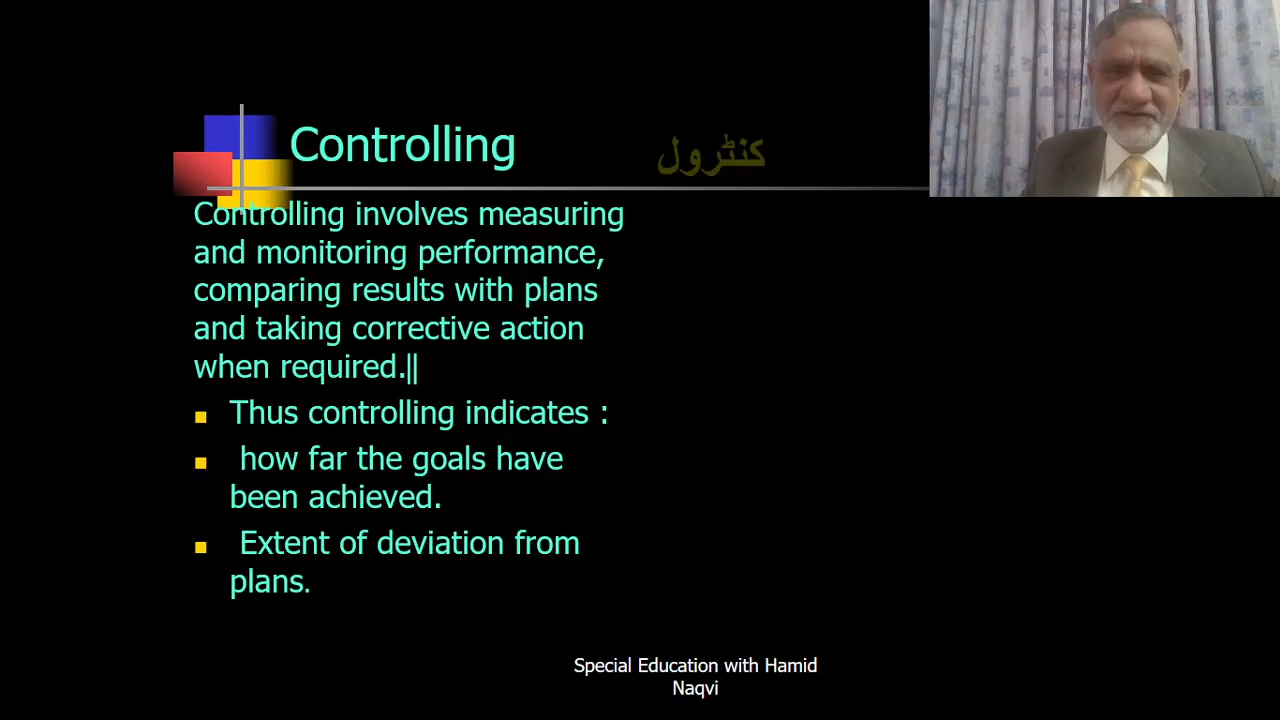 Controlling
کنٹرول
Controlling involves measuring
and monitoring performance,
comparing results with plans
and taking corrective action
when required.‖
Thus controlling indicates :
how far the goals have
been achieved.
Extent of deviation from
plans.
Special Education with Hamid
Naqvi